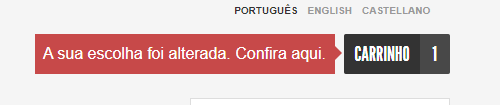 PORTUGUÊS ENGLISH CASTELLANO
A sua escolha foi alterada. Confira aqui. CARRINHO 1